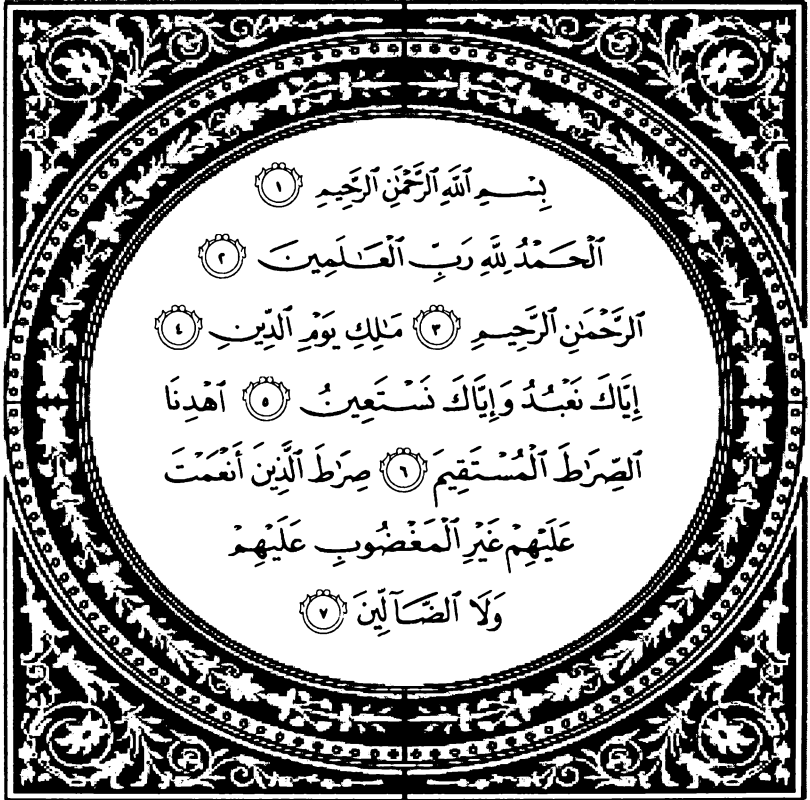 بِسْمِ ٱللَّهِ ٱلرَّحْمَٰنِ ٱلرَّحِيمِ ١
ٱلْحَمْدُ لِلَّهِ رَبِّ ٱلْعَٰلَمِينَ ٢
ٱلرَّحْمَٰنِ ٱلرَّحِيمِ ٣ مَٰلِكِ يَوْمِ ٱلدِّينِ ٤
إِيَّاكَ نَعْبُدُ وَإِيَّاكَ نَسْتَعِينُ ٥ ٱهْدِنَا
ٱلصِّرَٰطَ ٱلْمُسْتَقِيمَ ٦ صِرَٰطَ ٱلَّذِينَ أَنْعَمْتَ
عَلَيْهِمْ غَيْرِ ٱلْمَغْضُوبِ عَلَيْهِمْ
وَلَا ٱلضَّآلِّينَ ٧